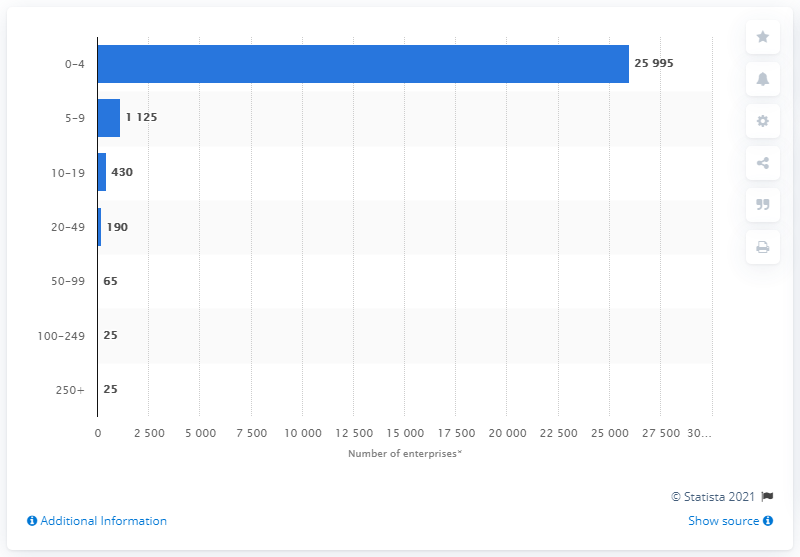 0–4 25 995
5–9 1 125
10–19 430
20–49 190
50–99 65
100–249 25
250+ 25
0 2 500 5 000 7 500 10 000 12 500 15 000 17 500 20 000 22 500 25 000 27 500 30...
Number of enterprises*
© Statista 2021
Additional Information Show source